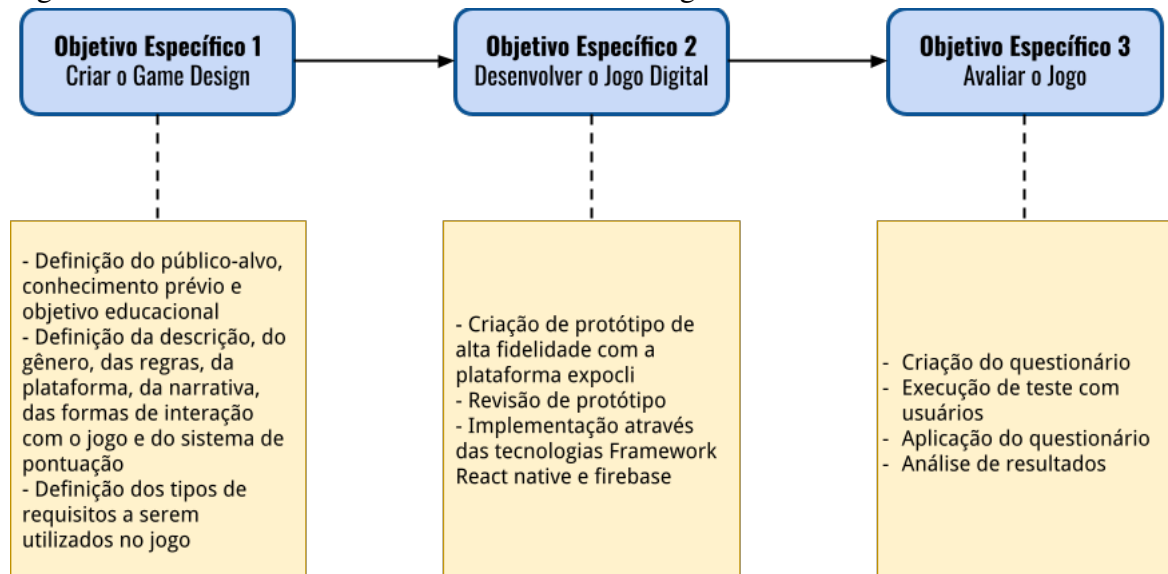 Objetivo Específico 1
Criar o Game Design
Objetivo Específico 2
Desenvolver o Jogo Digital
Objetivo Específico 3
Avaliar o Jogo
- Definição do público-alvo,
conhecimento prévio e
objetivo educacional
- Definição da descrição, do
gênero, das regras, da
plataforma, da narrativa,
das formas de interação
com o jogo e do sistema de
pontuação
- Definição dos tipos de
requisitos a serem
utilizados no jogo
- Criação de protótipo de
alta fidelidade com a
plataforma expocli
- Revisão de protótipo
- Implementação através
das tecnologias Framework
React native e firebase
- Criação do questionário
- Execução de teste com
usuários
- Aplicação do questionário
- Análise de resultados